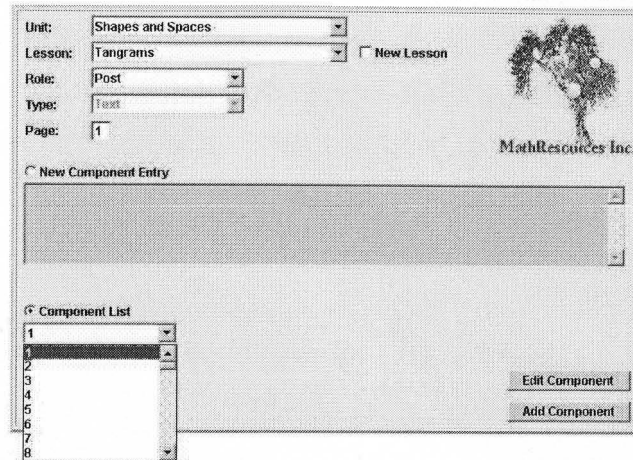 Unit: Shapes and Spaces
Lesson: Tangrams New Lesson
Role: Post
Type: Text
Page: 1
MathResources Inc.
New Component Entry
Component List
1
1
2
3
4
5
6
7
8
Edit Component
Add Component